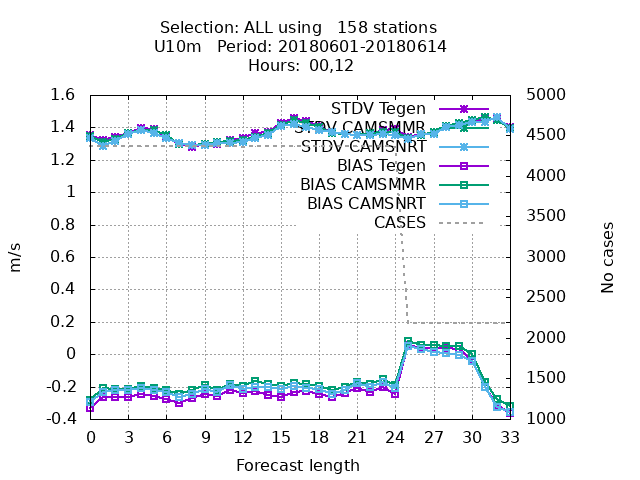 Selection: ALL using   158 stations
U10m   Period: 20180601-20180614
Hours:  00,12
1.6
1.4
1.2
1
0.8
0.6
0.4
0.2
0
-0.2
-0.4
m/s
STDV Tegen
STDV CAMSMMR
STDV CAMSNRT
BIAS Tegen
BIAS CAMSMMR
BIAS CAMSNRT
CASES
5000
4500
4000
3500
3000
2500
2000
1500
1000
No cases
0 3 6 9 12 15 18 21 24 27 30 33
Forecast length